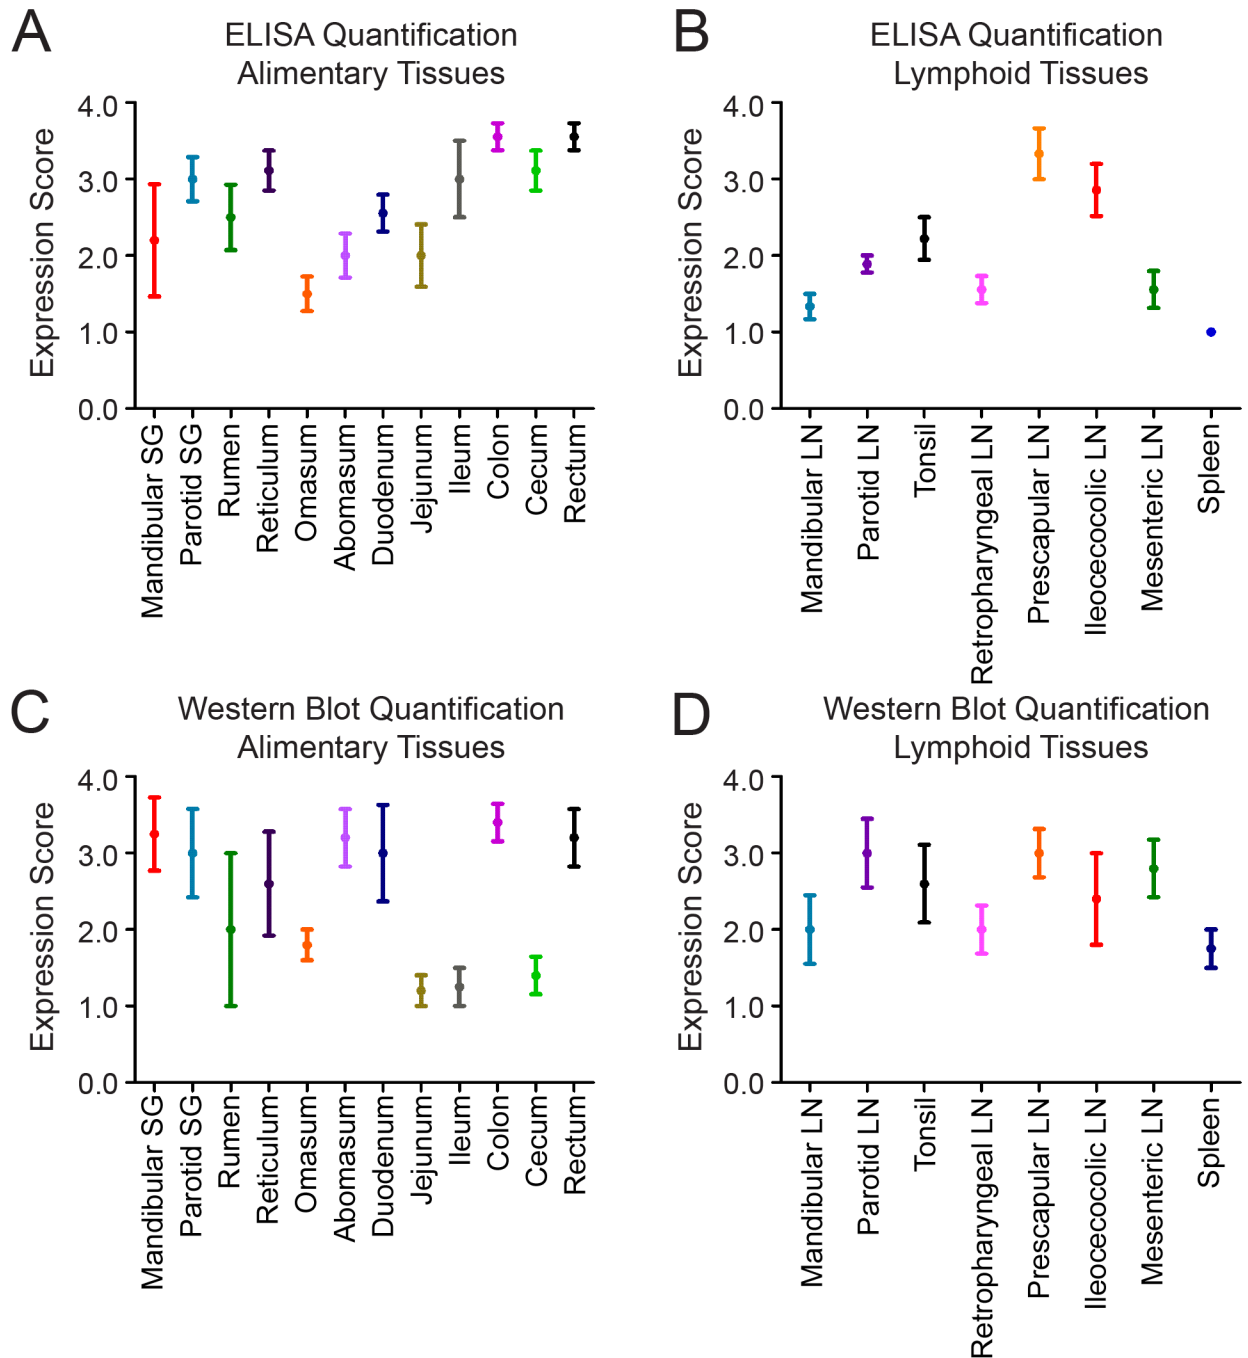 A
ELISA Quantification
Alimentary Tissues
Expression Score
4.0
3.0
2.0
1.0
0.0
Mandibular SG
Parotid SG
Rumen
Reticulum
Omasum
Abomasum
Duodenum
Jejunum
Ileum
Colon
Cecum
Rectum
B
ELISA Quantification
Lymphoid Tissues
Expression Score
4.0
3.0
2.0
1.0
0.0
Mandibular LN
Parotid LN
Tonsil
Retropharyngeal LN
Prescapular LN
Ileocecocolic LN
Mesenteric LN
Spleen
C
Western Blot Quantification
Alimentary Tissues
Expression Score
4.0
3.0
2.0
1.0
0.0
Mandibular SG
Parotid SG
Rumen
Reticulum
Omasum
Abomasum
Duodenum
Jejunum
Ileum
Colon
Cecum
Rectum
D
Western Blot Quantification
Lymphoid Tissues
Expression Score
4.0
3.0
2.0
1.0
0.0
Mandibular LN
Parotid LN
Tonsil
Retropharyngeal LN
Prescapular LN
Ileocecocolic LN
Mesenteric LN
Spleen